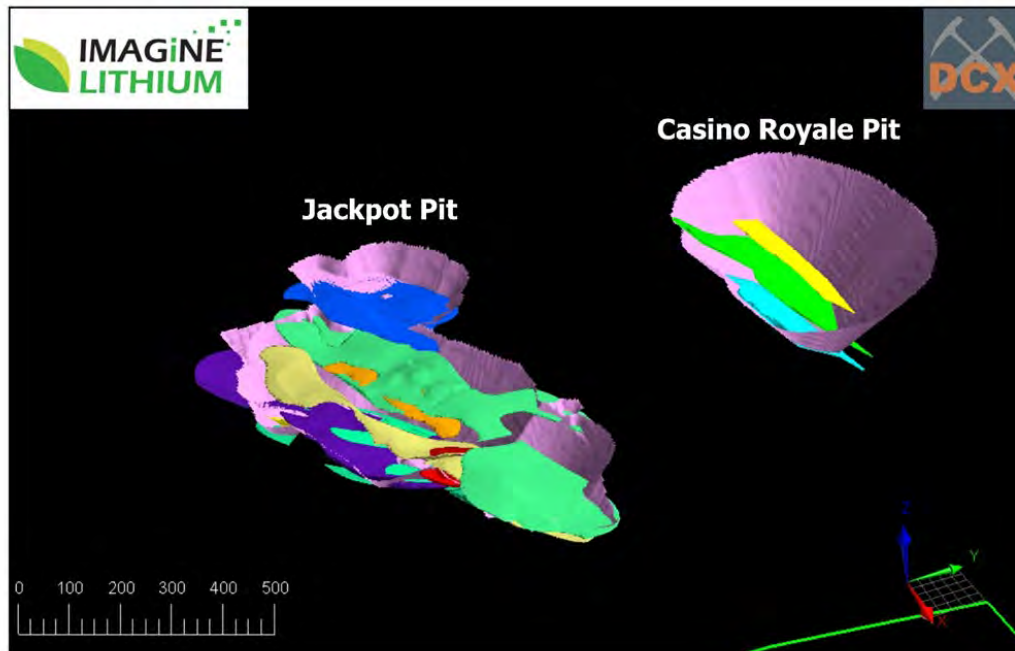 IMAGiNE
LITHIUM
DCX
Casino Royale Pit
Jackpot Pit
0 100 200 300 400 500
Z
Y
X